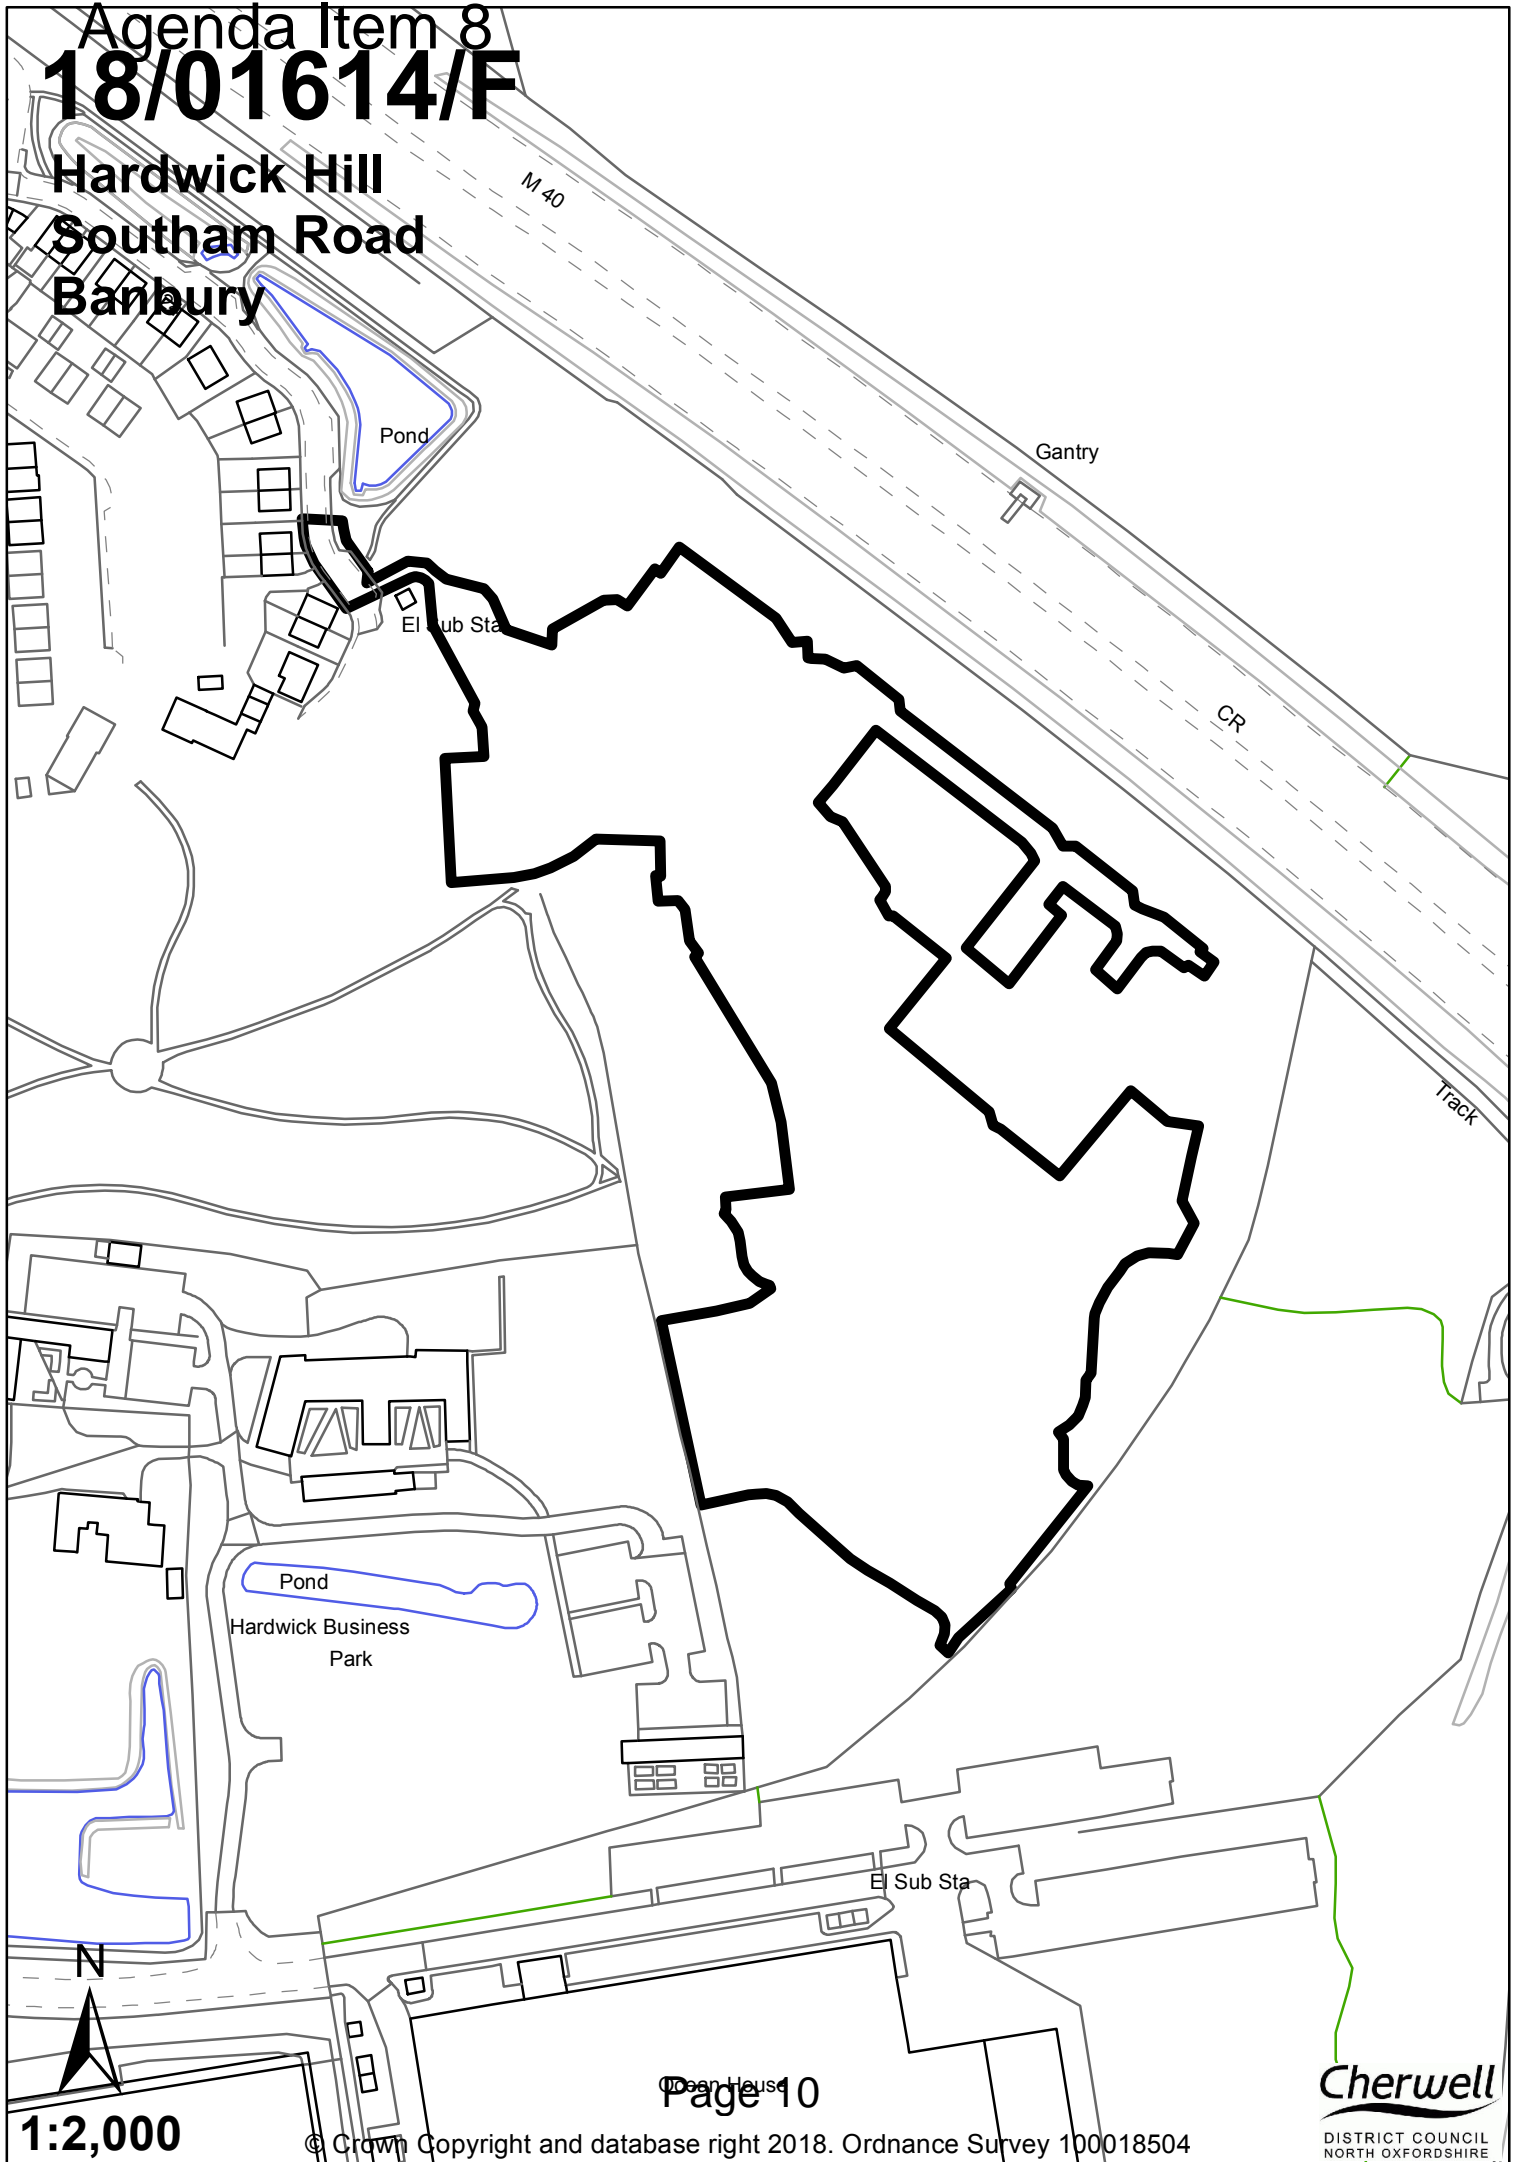 Agenda Item 8
18/01614/F
Hardwick Hill
Southam Road
Banbury
M 40
Pond
Gantry
El Sub Sta
CR
Track
Pond
Hardwick Business
Park
El Sub Sta
N
Ocean House
Page 10
1:2,000
© Crown Copyright and database right 2018. Ordnance Survey 100018504
Cherwell
DISTRICT COUNCIL
NORTH OXFORDSHIRE